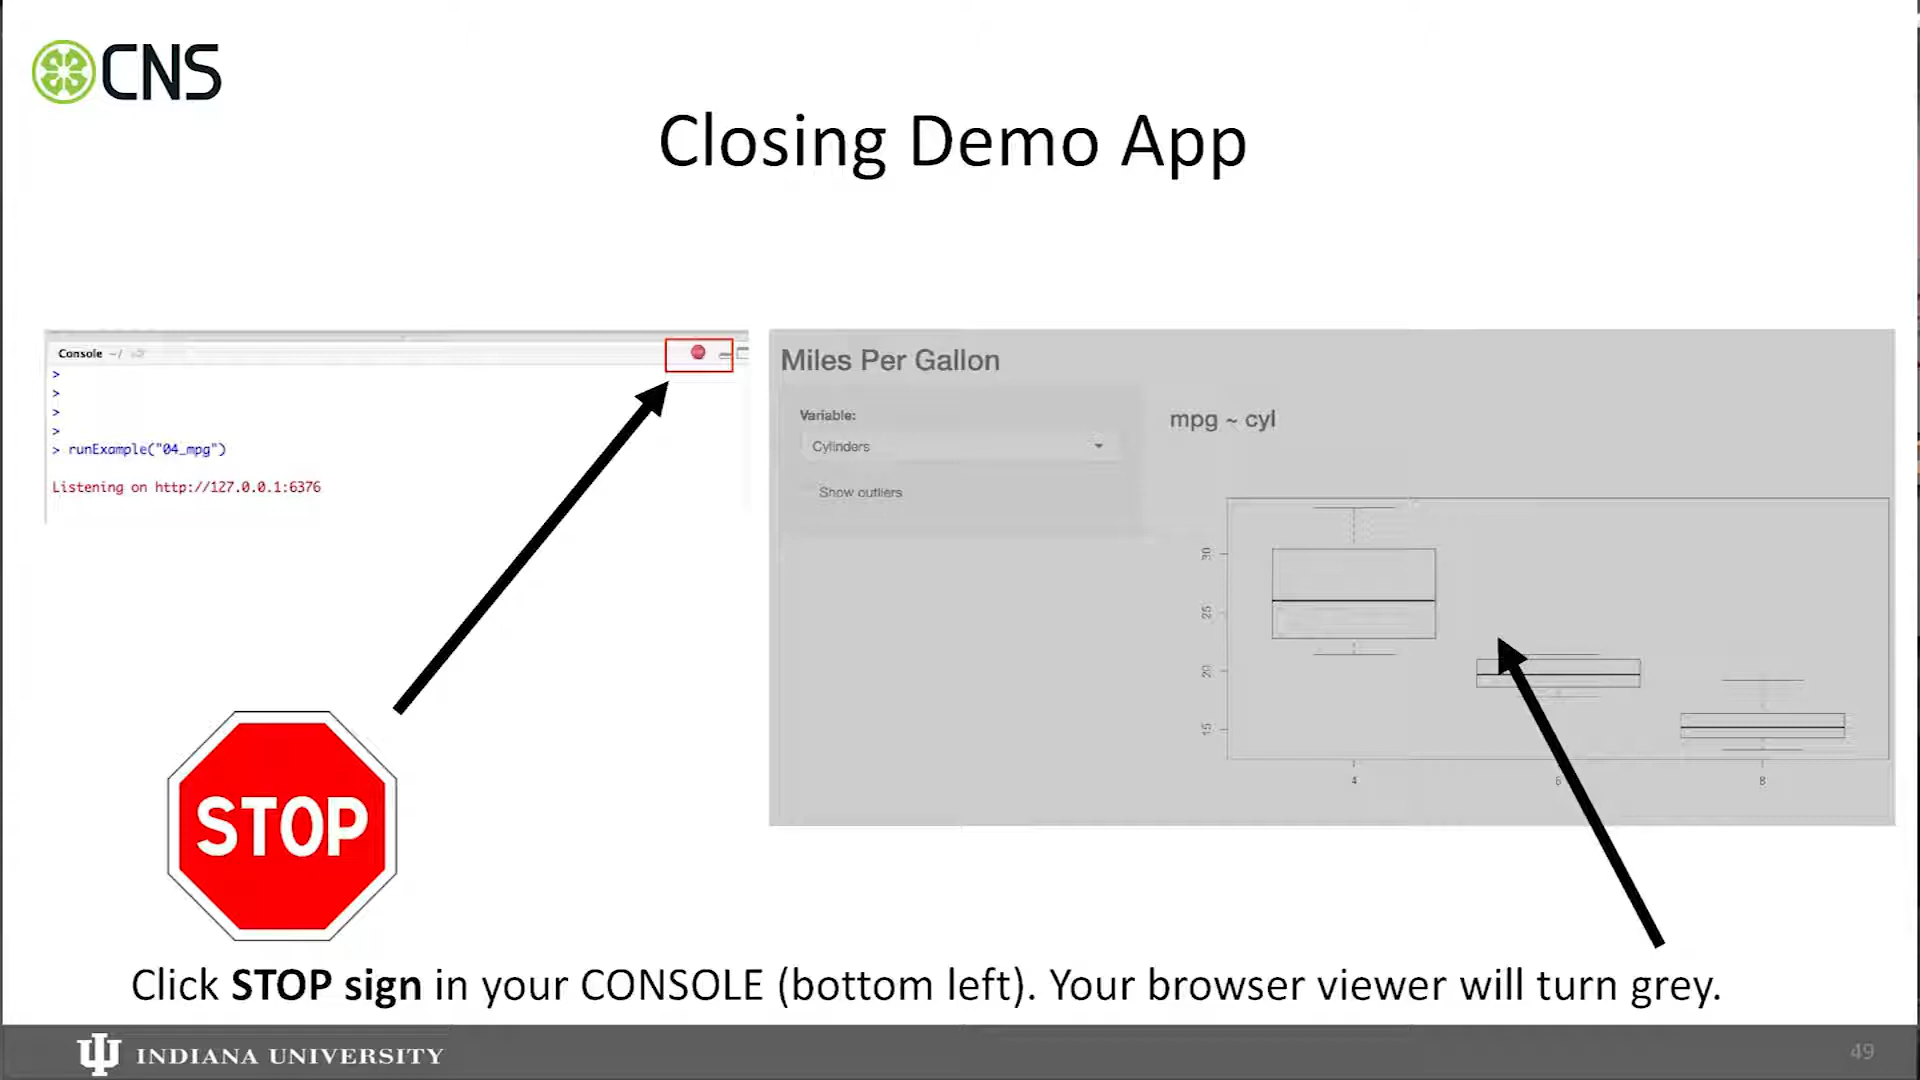 CNS
Closing Demo App
Console ~/
>
>
>
>
> runExample("04_mpg")
Listening on http://127.0.0.1:6376
Miles Per Gallon
Variable:
Cylinders
Show outliers
mpg ~ cyl
30
25
20
15
4
6
8
STOP
Click STOP sign in your CONSOLE (bottom left). Your browser viewer will turn grey.
INDIANA UNIVERSITY
49